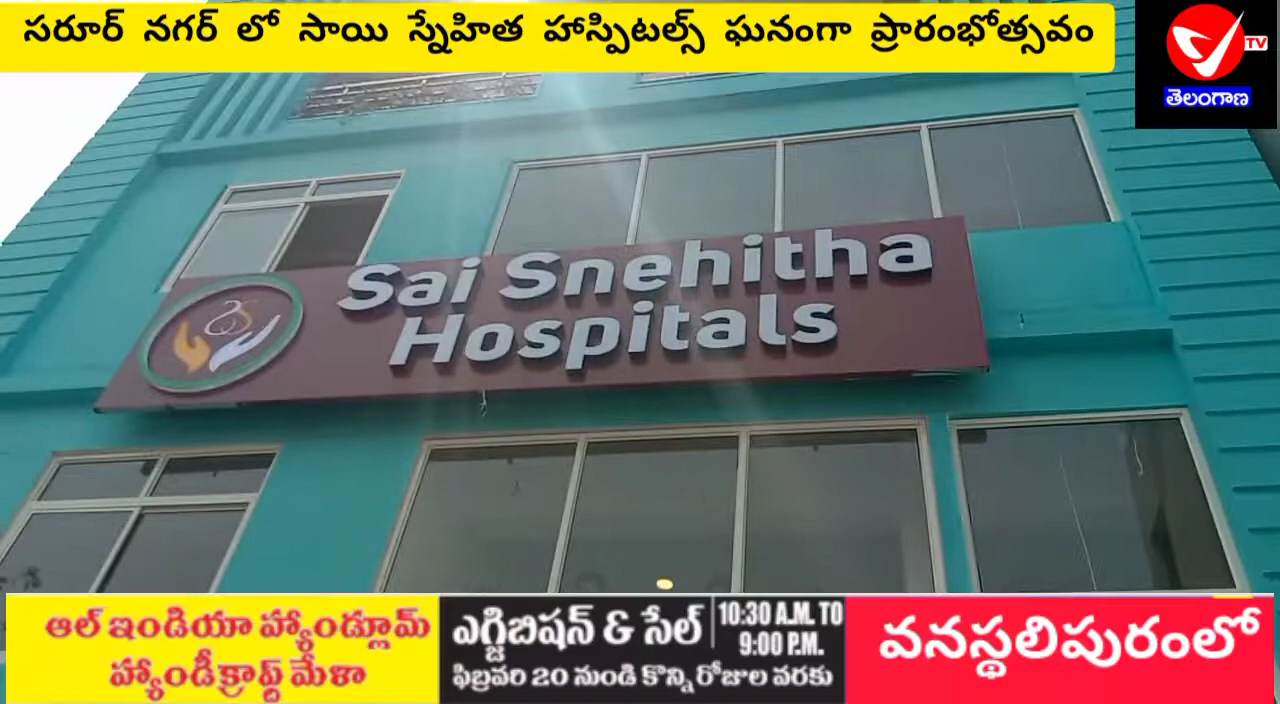 సరూర్ నగర్ లో సాయి స్నేహిత హాస్పిటల్స్ ఘనంగా ప్రారంభోత్సవం
TV
తెలంగాణ
Sai Snehitha
Hospitals
ఆల్ ఇండియా హ్యాండ్లూమ్
హ్యాండీక్రాఫ్ట్ మేళా
ఎగ్జిబిషన్ & సేల్
10:30 A.M. TO
9:00 P.M.
ఫిబ్రవరి 20 నుండి కొన్ని రోజుల వరకు
వనస్థలిపురంలో